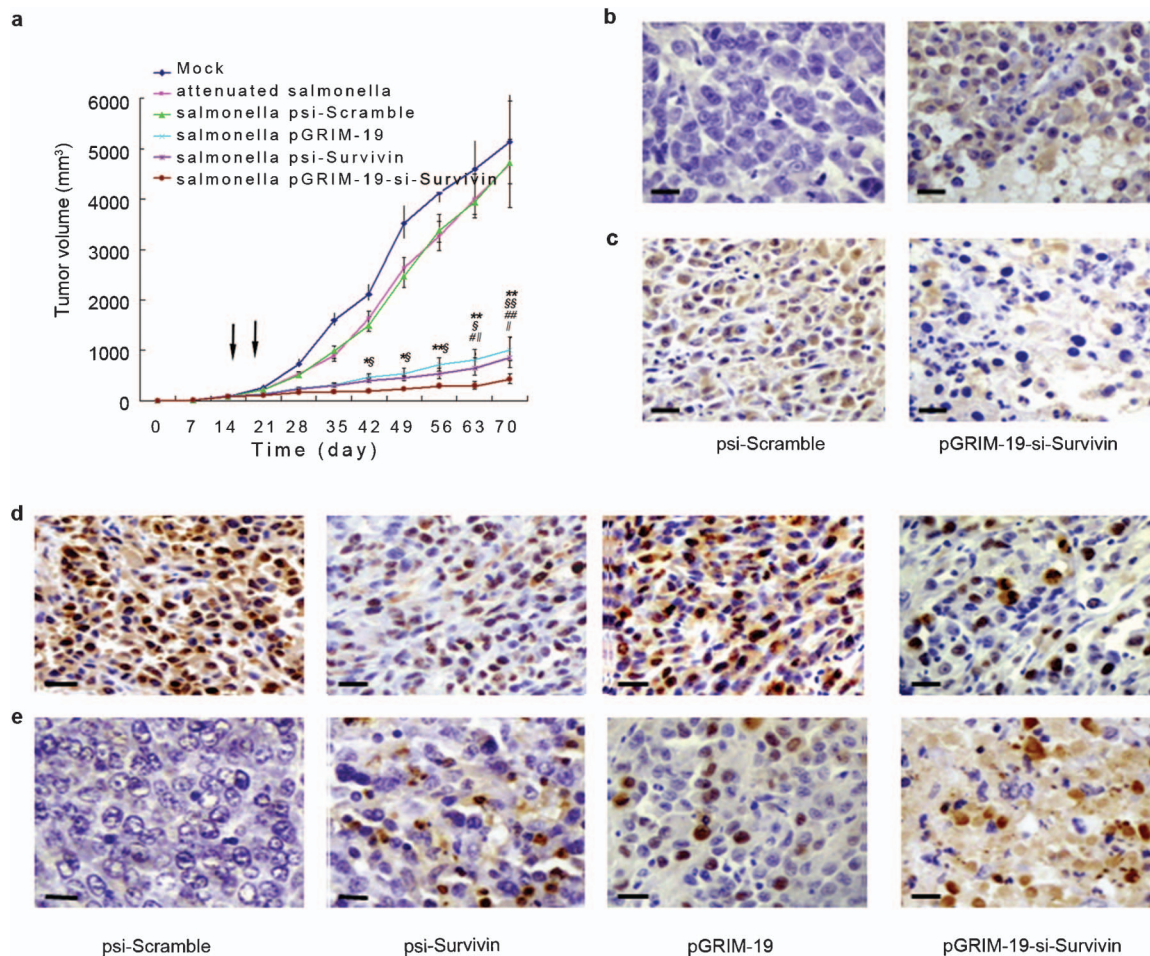 a
Mock
attenuated salmonella
salmonella psi-Scramble
salmonella pGRIM-19
salmonella psi-Survivin
salmonella pGRIM-19-si-Survivin
Tumor volume (mm³)
6000
5000
4000
3000
2000
1000
0
*§
*§
**§
**
§
##
**
§§
##
‖
0 7 14 21 28 35 42 49 56 63 70
Time (day)
b
c
psi-Scramble pGRIM-19-si-Survivin
d
e
psi-Scramble psi-Survivin pGRIM-19 pGRIM-19-si-Survivin